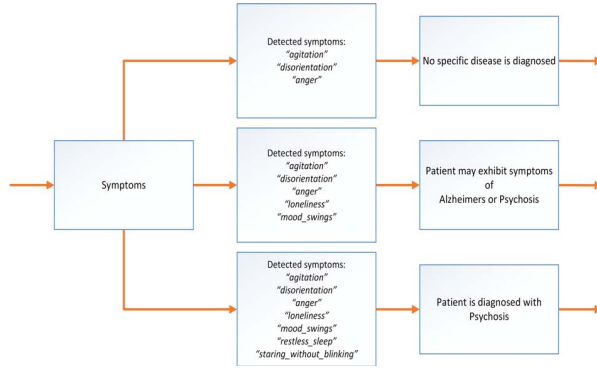 Detected symptoms:
"agitation"
"disorientation"
"anger"
No specific disease is diagnosed
Symptoms
Detected symptoms:
"agitation"
"disorientation"
"anger"
"loneliness"
"mood_swings"
Patient may exhibit symptoms
of
Alzheimers or Psychosis
Detected symptoms:
"agitation"
"disorientation"
"anger"
"loneliness"
"mood_swings"
"restless_sleep"
"staring_without_blinking"
Patient is diagnosed with
Psychosis